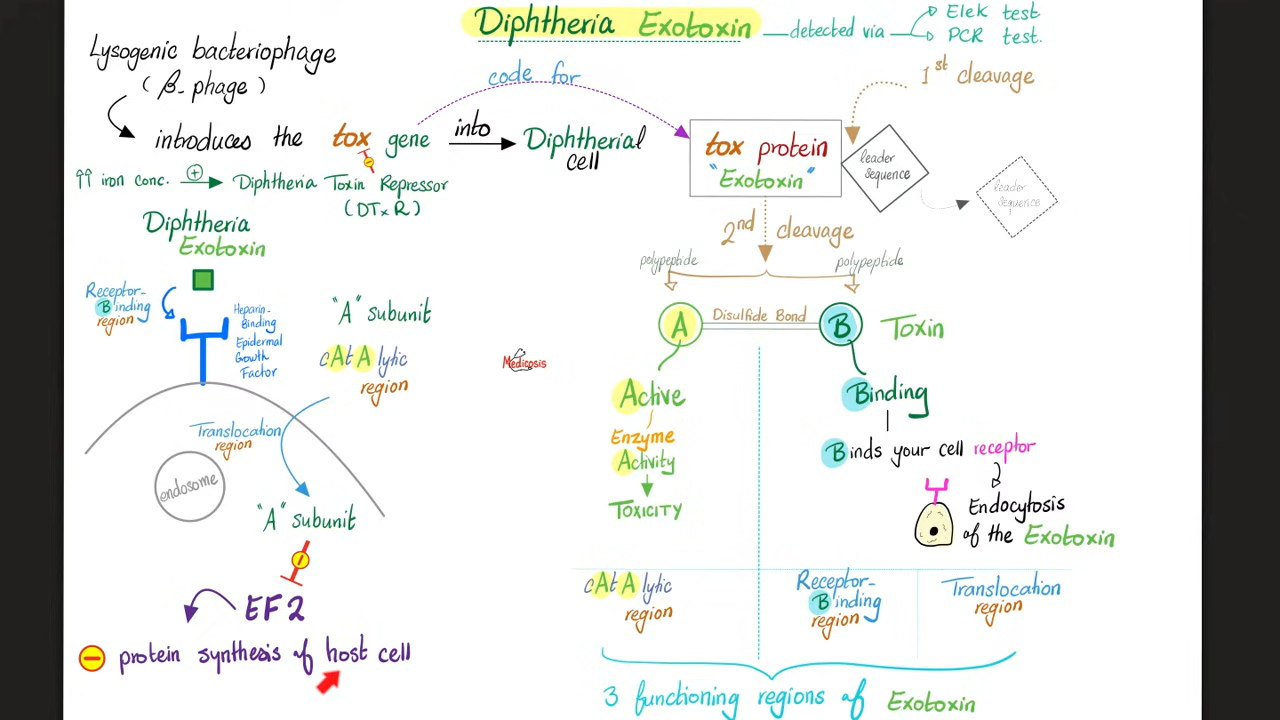 Diphtheria Exotoxin
detected via
Elek test
PCR test.
Lysogenic bacteriophage
(β-phage)
introduces the tox gene into Diphtherial
cell
code for
↑↑ iron conc. + Diphtheria Toxin Repressor
(DTxR)
1st cleavage
tox protein
"Exotoxin"
leader
sequence
leader
sequence
2nd cleavage
polypeptide
polypeptide
A
Disulfide Bond
B
Toxin
Active
Enzyme
Activity
TOXICITY
Binding
Binds your cell receptor
Endocytosis
of the Exotoxin
cAtAlytic
region
Receptor-
Binding
region
Translocation
region
3 functioning regions of Exotoxin
Diphtheria
Exotoxin
Receptor-
Binding
region
Heparin-
Binding
Epidermal
Growth
Factor
"A" subunit
cAtAlytic
region
Medicosis
Translocation
region
endosome
"A" subunit
EF2
protein synthesis of host cell